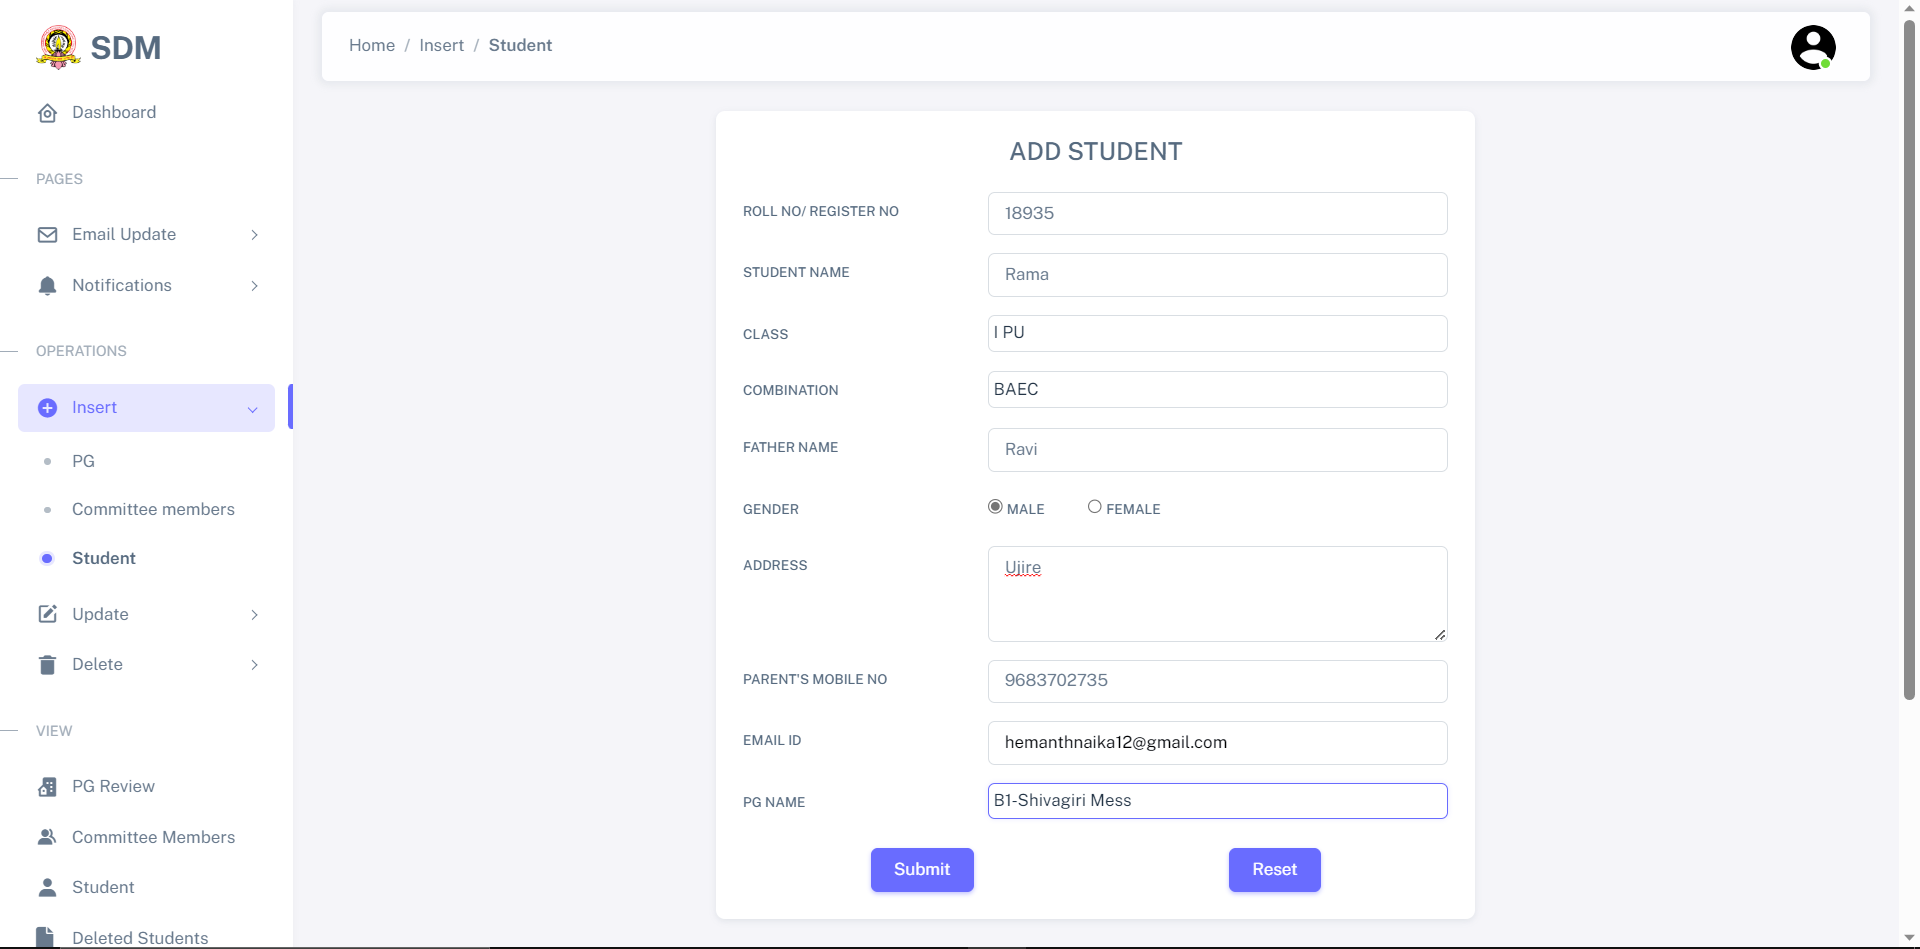 SDM
Home / Insert / Student
Dashboard
PAGES
Email Update
Notifications
OPERATIONS
Insert
PG
Committee members
Student
Update
Delete
VIEW
PG Review
Committee Members
Student
Deleted Students
ADD STUDENT
ROLL NO/ REGISTER NO 18935
STUDENT NAME Rama
CLASS I PU
COMBINATION BAEC
FATHER NAME Ravi
GENDER MALE FEMALE
ADDRESS Ujire
PARENT'S MOBILE NO 9683702735
EMAIL ID hemanthnaika12@gmail.com
PG NAME B1-Shivagiri Mess
Submit Reset